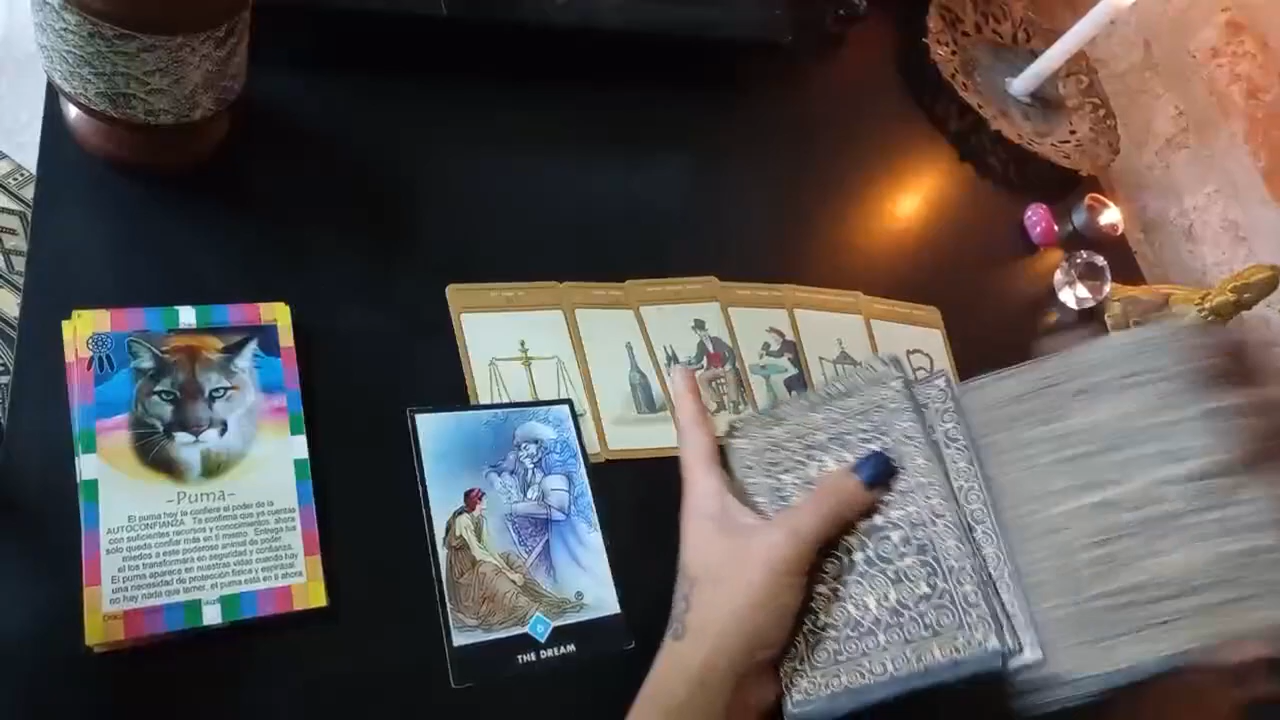 -Puma-
El puma hoy te confiere el poder de la
AUTOCONFIANZA. Te confirma que ya cuentas
con suficientes recursos y conocimientos, ahora
solo queda confiar más en ti mismo. Entrega tus
miedos a este poderoso animal de poder,
el los transformará en seguridad y confianza.
El puma aparece en nuestras vidas cuando hay
una necesidad de protección física y espiritual,
no hay nada que temer, el puma está en ti ahora.
THE DREAM